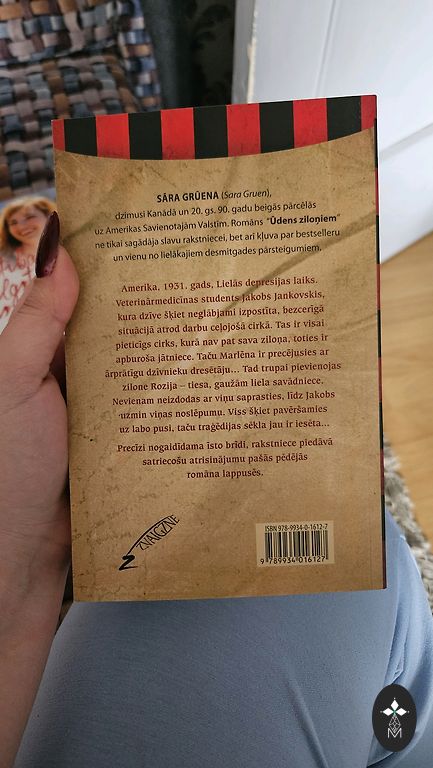 SĀRA GRŪENA (Sara Gruen),
dzimusi Kanādā un 20. gs. 90. gadu beigās pārcēlās
uz Amerikas Savienotajām Valstīm. Romāns "Ūdens ziloņiem"
ne tikai sagādāja slavu rakstniecei, bet arī kļuva par bestselleru
un vienu no lielākajiem desmitgades pārsteigumiem.
Amerika, 1931. gads, Lielās depresijas laiks.
Veterinārmedicīnas students Jakobs Jankovskis,
kura dzīve šķiet neglābjami izpostīta, bezcerīgā
situācijā atrod darbu ceļojošā cirkā. Tas ir visai
pieticīgs cirks, kurā nav pat sava ziloņa, toties ir
apburoša jātniece. Taču Marlēna ir precējusies ar
ārprātīgu dzīvnieku dresētāju... Tad trupai pievienojas
zilone Rozija – tiesa, gaužām liela savādniece.
Nevienam neizdodas ar viņu saprasties, līdz Jakobs
uzmin viņas noslēpumu. Viss šķiet pavēršamies
uz labo pusi, taču traģēdijas sēkla jau ir iesēta...
Precīzi nogaidīdama īsto brīdi, rakstniece piedāvā
satriecošu atrisinājumu pašās pēdējās
romāna lappusēs.
ZVAIGZNE
ISBN 978-9934-0-1612-7
9 789934 016127
M